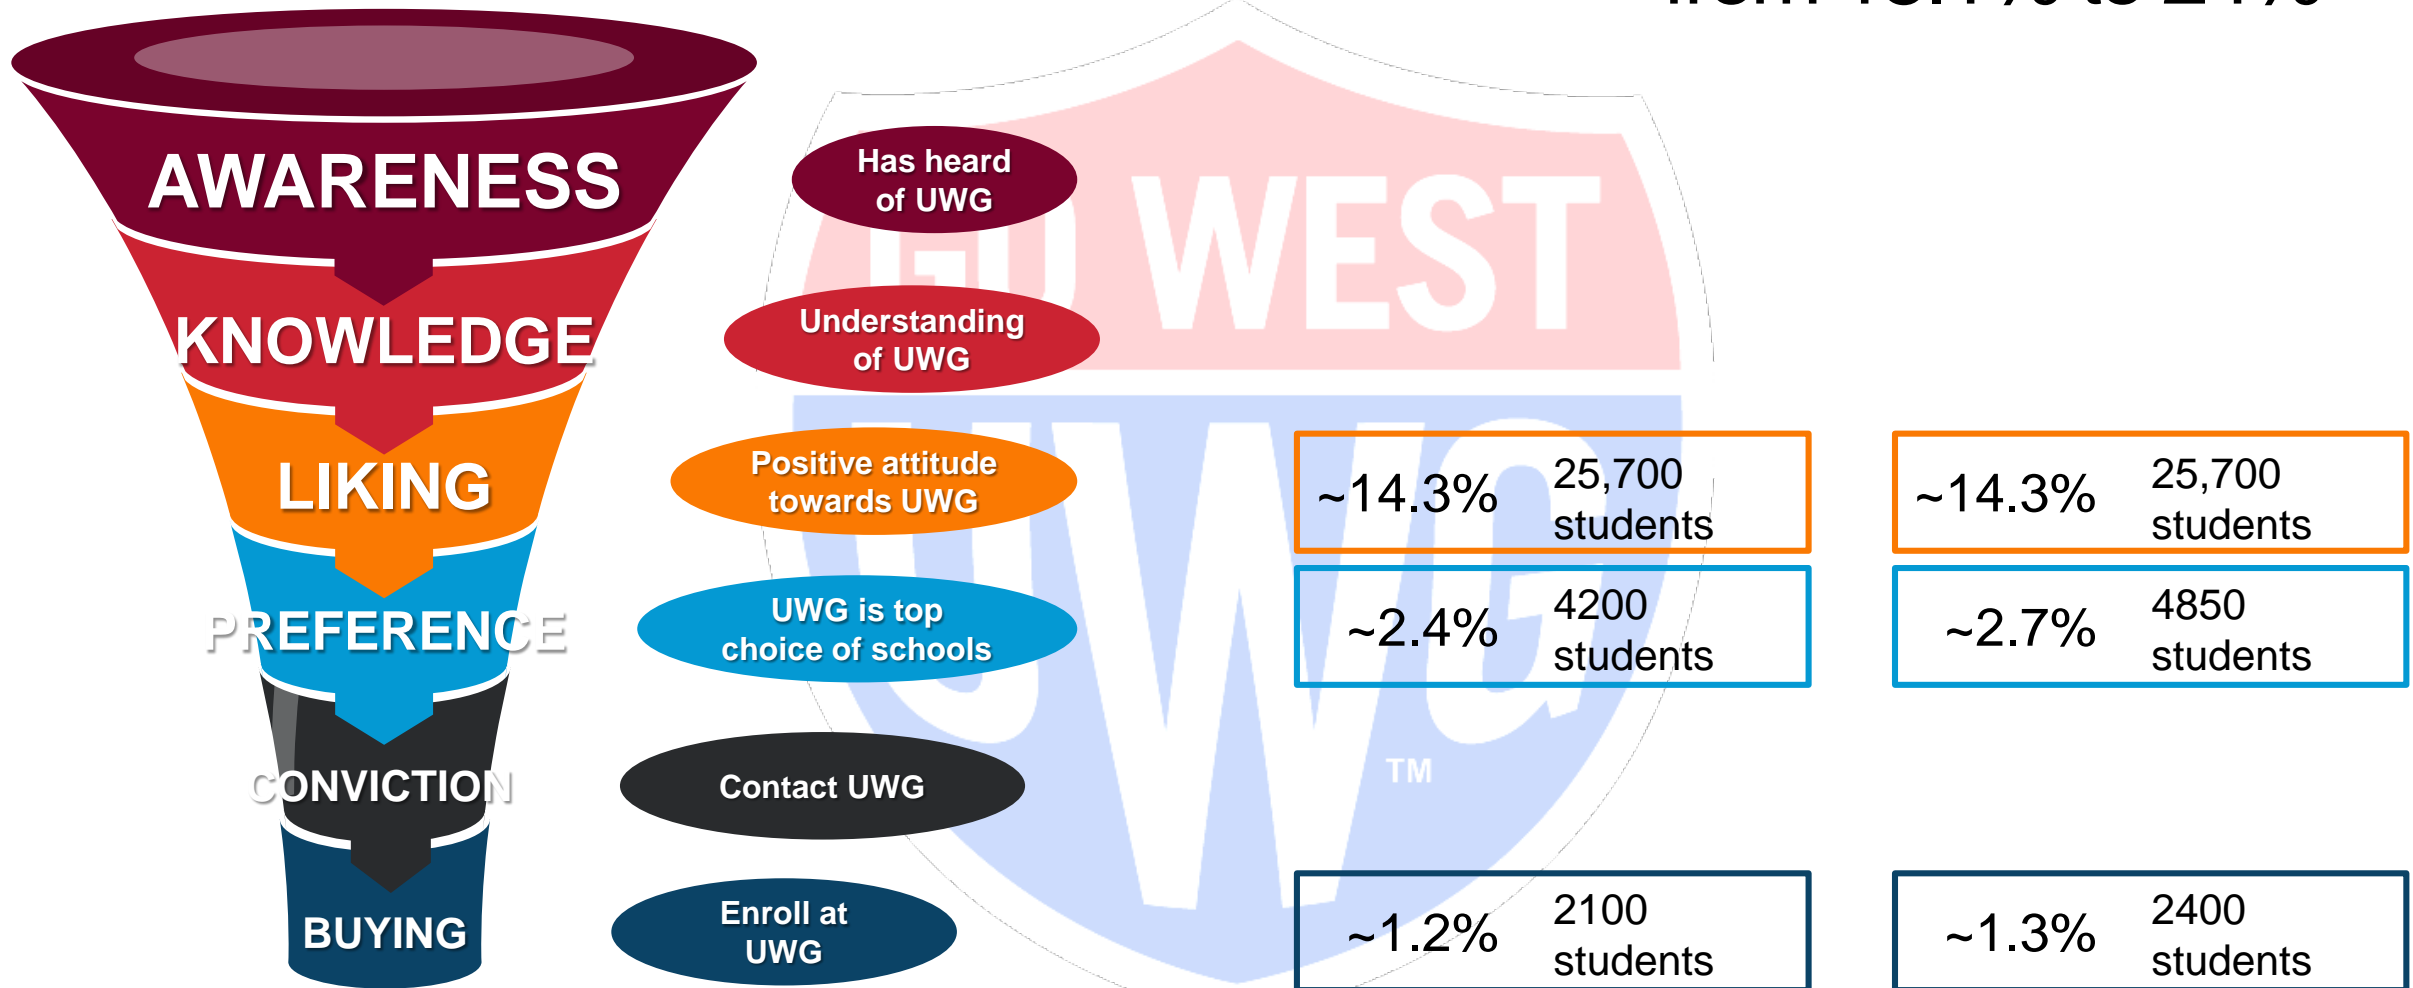 AWARENESS
Has heard
of UWG
GO WEST
KNOWLEDGE
Understanding
of UWG
UWG
TM
LIKING
Positive attitude
towards UWG
~14.3%
25,700
students
~14.3%
25,700
students
PREFERENCE
UWG is top
choice of schools
~2.4%
4200
students
~2.7%
4850
students
CONVICTION
Contact UWG
BUYING
Enroll at
UWG
~1.2%
2100
students
~1.3%
2400
students